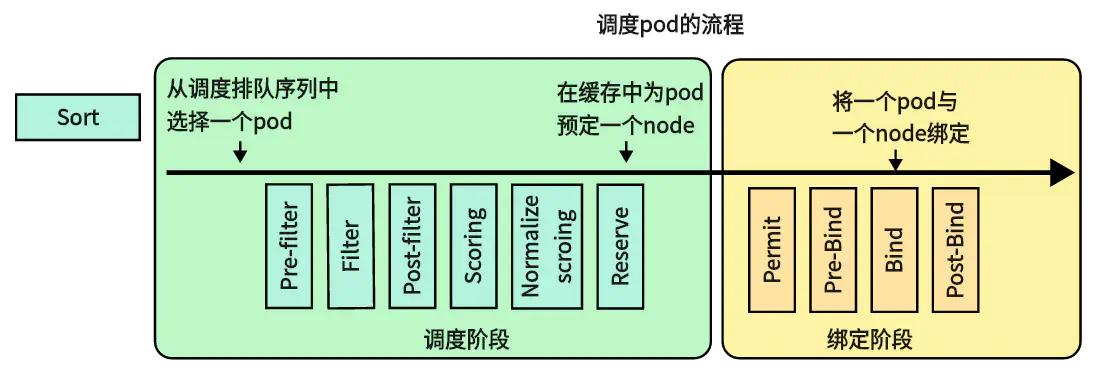 调度pod的流程
Sort
从调度排队序列中
选择一个pod
在缓存中为pod
预定一个node
将一个pod与
一个node绑定
Pre-filter
Filter
Post-filter
Scoring
Normalize
scroing
Reserve
Permit
Pre-Bind
Bind
Post-Bind
调度阶段
绑定阶段